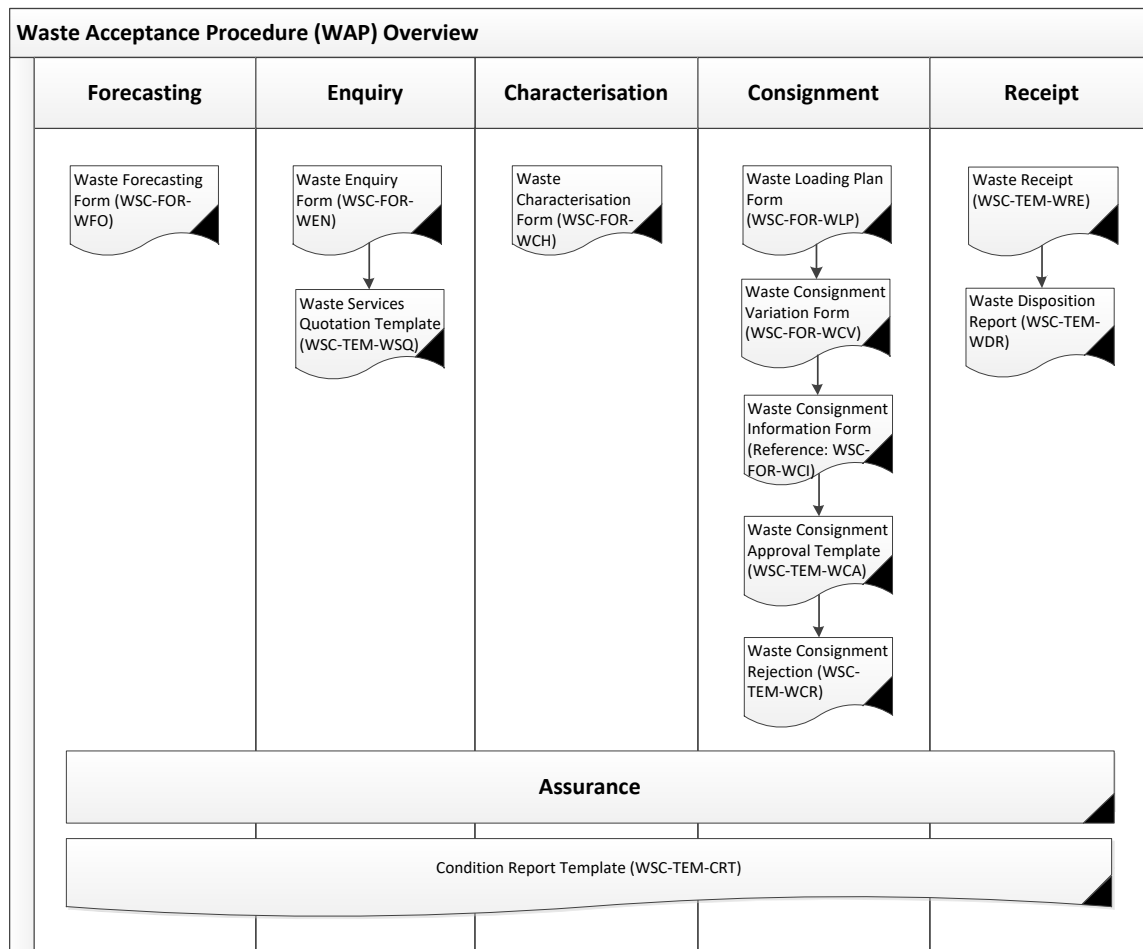 Waste Acceptance Procedure (WAP) Overview
Forecasting
Enquiry
Characterisation
Consignment
Receipt
Waste Forecasting
Form (WSC-FOR-
WFO)
Waste Enquiry
Form (WSC-FOR-
WEN)
Waste Services
Quotation Template
(WSC-TEM-WSQ)
Waste
Characterisation
Form (WSC-FOR-
WCH)
Waste Loading Plan
Form
(WSC-FOR-WLP)
Waste Consignment
Variation Form
(WSC-FOR-WCV)
Waste Consignment
Information Form
(Reference: WSC-
FOR-WCI)
Waste Consignment
Approval Template
(WSC-TEM-WCA)
Waste Consignment
Rejection (WSC-
TEM-WCR)
Waste Receipt
(WSC-TEM-WRE)
Waste Disposition
Report (WSC-TEM-
WDR)
Assurance
Condition Report Template (WSC-TEM-CRT)